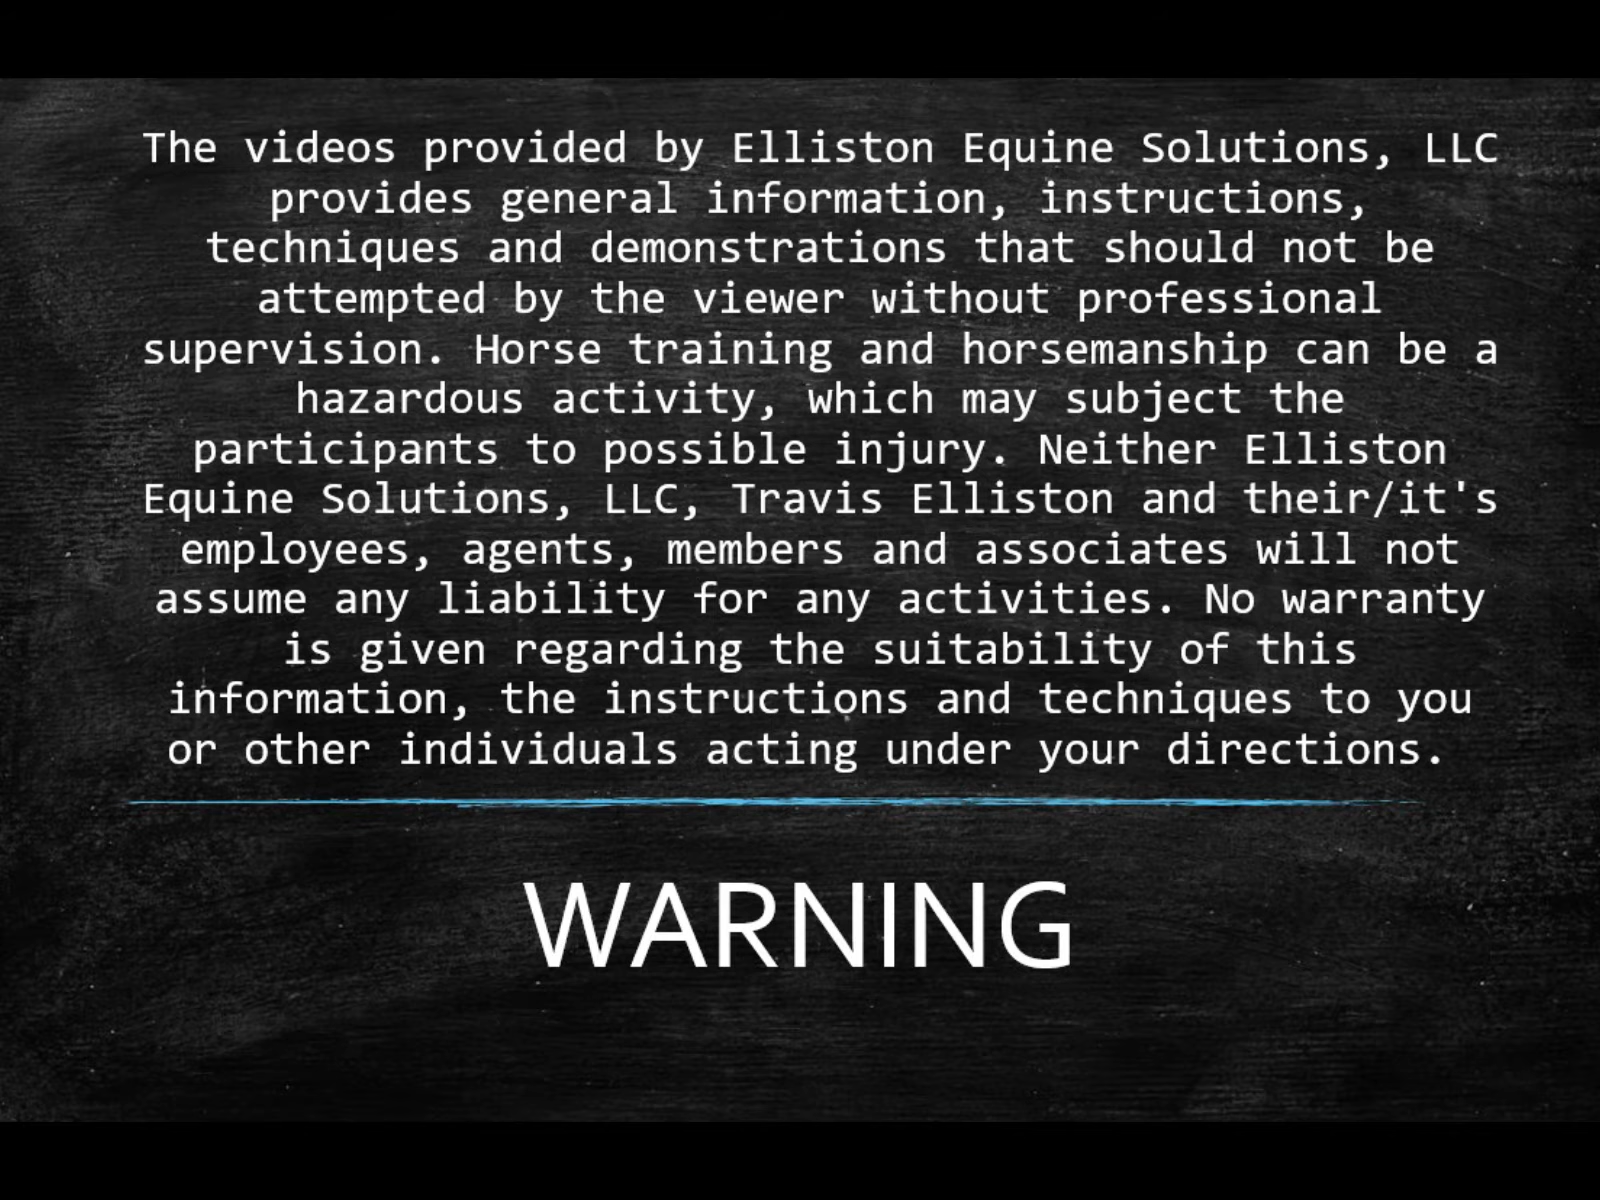 The videos provided by Elliston Equine Solutions, LLC
provides general information, instructions,
techniques and demonstrations that should not be
attempted by the viewer without professional
supervision. Horse training and horsemanship can be a
hazardous activity, which may subject the
participants to possible injury. Neither Elliston
Equine Solutions, LLC, Travis Elliston and their/it's
employees, agents, members and associates will not
assume any liability for any activities. No warranty
is given regarding the suitability of this
information, the instructions and techniques to you
or other individuals acting under your directions.
WARNING